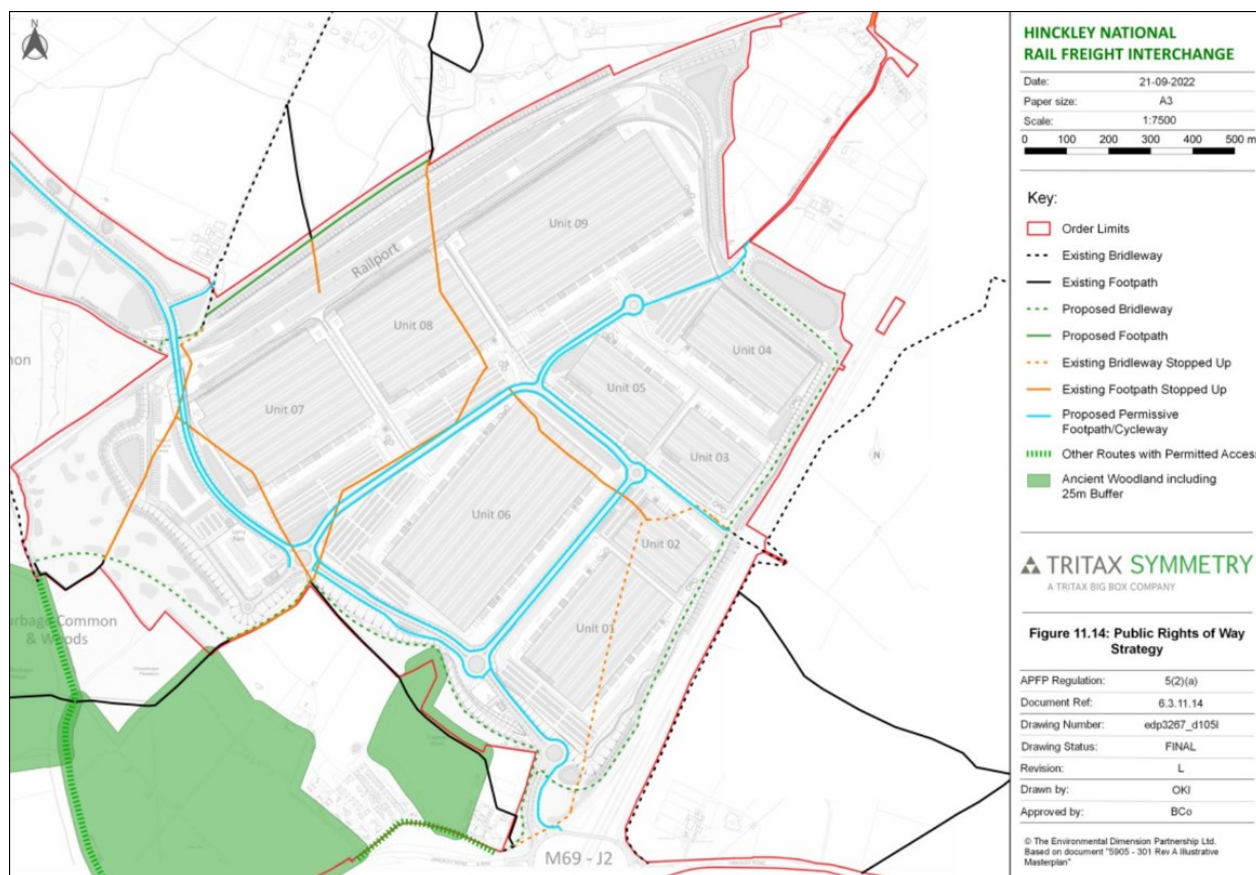 N
Unit 09
Railport
Unit 08
Unit 04
Unit 05
Unit 07
Unit 03
Unit 06
Unit 02
Unit 01
Lorry
Park
N
mon
urbage Common
& Woods
M69 - J2
HINCKLEY NATIONAL
RAIL FREIGHT INTERCHANGE
Date: 21-09-2022
Paper size: A3
Scale: 1:7500
0 100 200 300 400 500 m
Key:
Order Limits
Existing Bridleway
Existing Footpath
Proposed Bridleway
Proposed Footpath
Existing Bridleway Stopped Up
Existing Footpath Stopped Up
Proposed Permissive
Footpath/Cycleway
Other Routes with Permitted Access
Ancient Woodland including
25m Buffer
TRITAX SYMMETRY
A TRITAX BIG BOX COMPANY
Figure 11.14: Public Rights of Way
Strategy
APFP Regulation: 5(2)(a)
Document Ref: 6.3.11.14
Drawing Number: edp3267_d105l
Drawing Status: FINAL
Revision: L
Drawn by: OKI
Approved by: BCo
© The Environmental Dimension Partnership Ltd.
Based on document "5905 - 301 Rev A Illustrative
Masterplan"